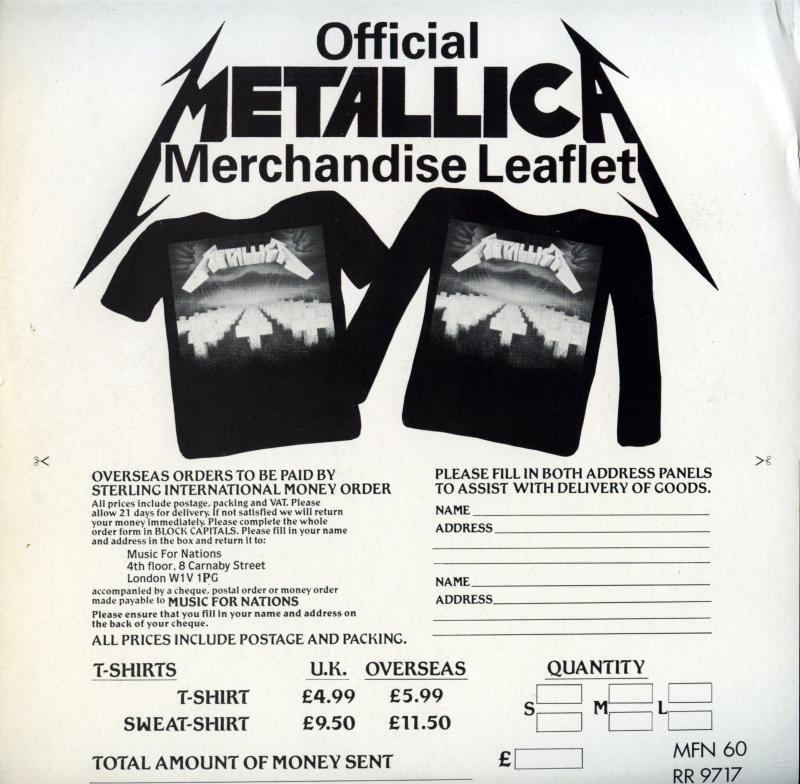 Official
METALLICA
Merchandise Leaflet
METALLICA
METALLICA
OVERSEAS ORDERS TO BE PAID BY
STERLING INTERNATIONAL MONEY ORDER
All prices include postage, packing and VAT. Please
allow 21 days for delivery. If not satisfied we will return
your money immediately. Please complete the whole
order form in BLOCK CAPITALS. Please fill in your name
and address in the box and return it to:
Music For Nations
4th floor, 8 Carnaby Street
London W1V 1PG
accompanied by a cheque, postal order or money order
made payable to MUSIC FOR NATIONS
Please ensure that you fill in your name and address on
the back of your cheque.
ALL PRICES INCLUDE POSTAGE AND PACKING.
PLEASE FILL IN BOTH ADDRESS PANELS
TO ASSIST WITH DELIVERY OF GOODS.
NAME
ADDRESS
NAME
ADDRESS
T-SHIRTS U.K. OVERSEAS QUANTITY
T-SHIRT £4.99 £5.99
SWEAT-SHIRT £9.50 £11.50
S M L
TOTAL AMOUNT OF MONEY SENT £
MFN 60
RR 9717